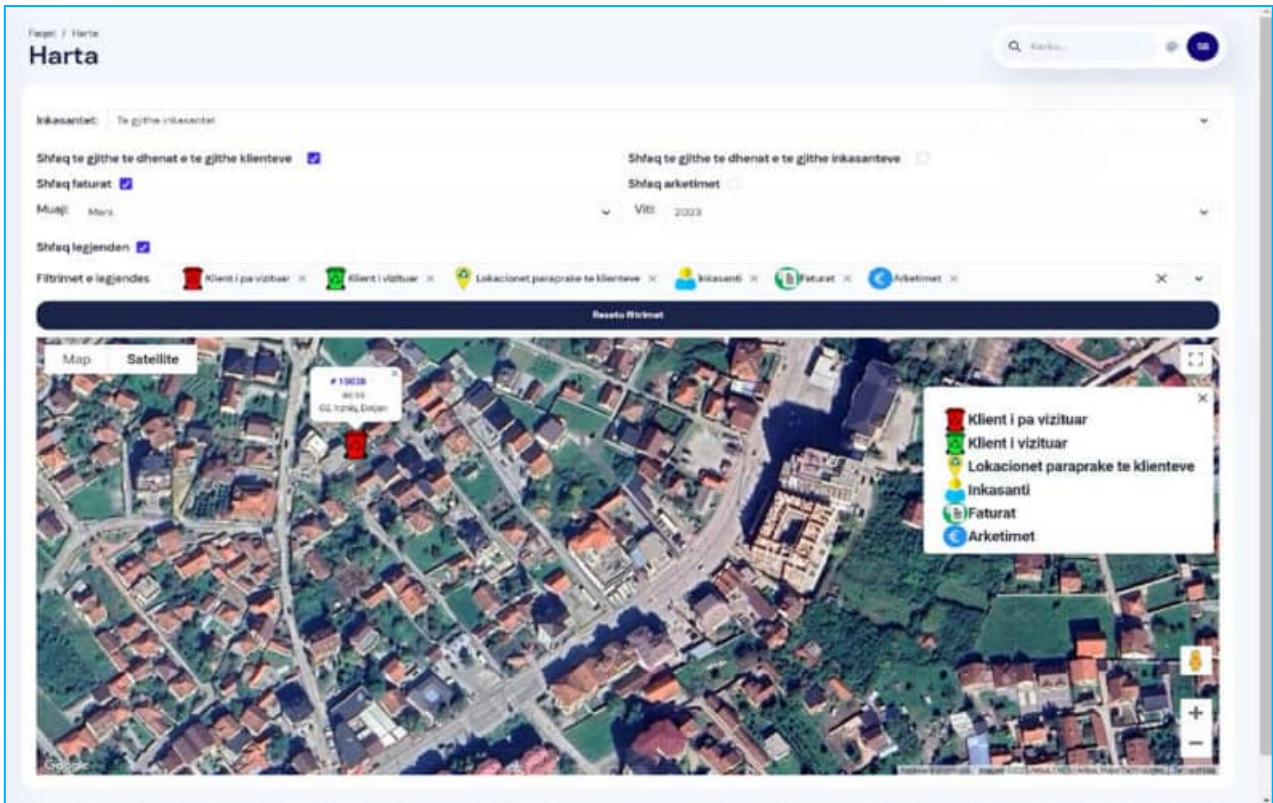 Faqet / Harta
Harta
Kerko...
SB
Inkasantet: Te gjithe inkasantet
Shfaq te gjithe te dhenat e te gjithe klienteve
Shfaq te gjithe te dhenat e te gjithe inkasanteve
Shfaq faturat
Shfaq arketimet
Muaji: Mars
Viti: 2023
Shfaq legjenden
Filtrimet e legjendes Klient i pa vizituar Klient i vizituar Lokacionet paraprake te klienteve Inkasanti Faturat Arketimet
Reseto filtrimet
Map Satellite
Klient i pa vizituar
Klient i vizituar
Lokacionet paraprake te klienteve
Inkasanti
Faturat
Arketimet
Google